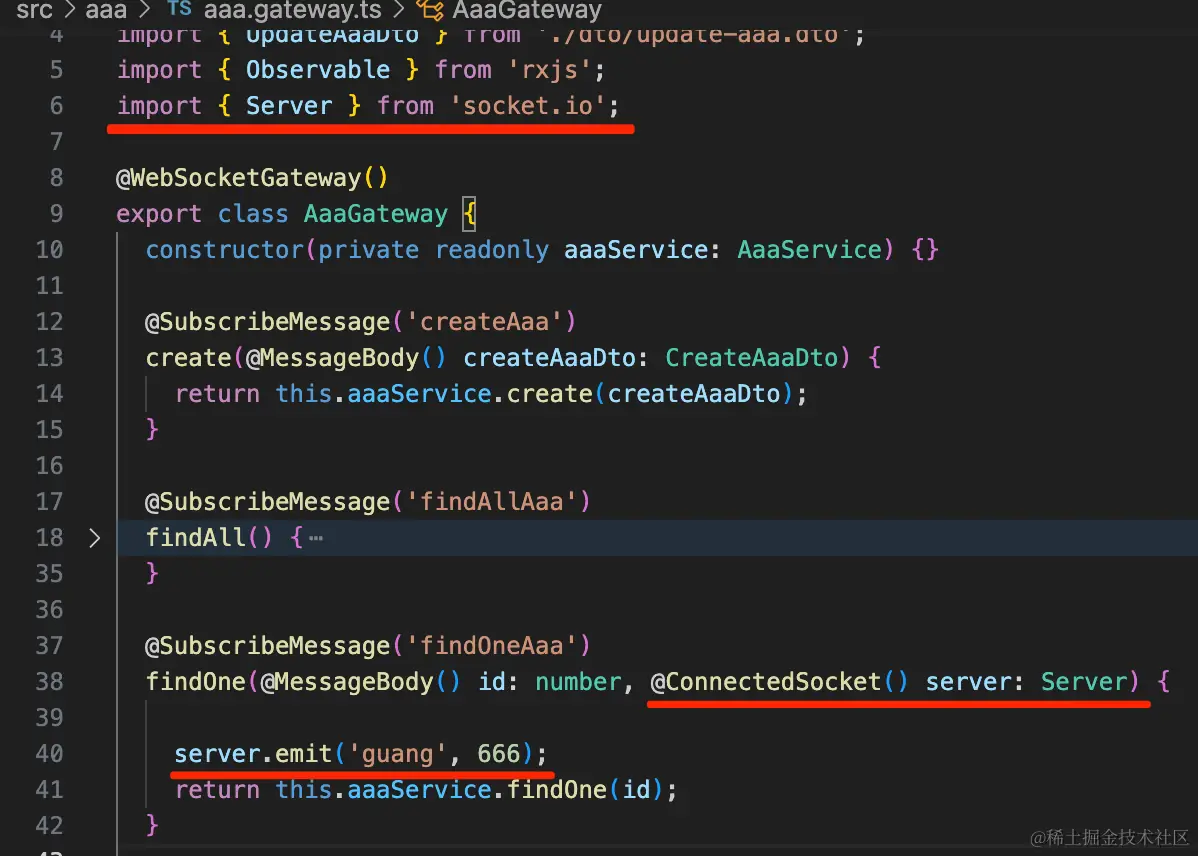 src > aaa > TS aaa.gateway.ts > AaaGateway
4 import { UpdateAaaDto } from './dto/update-aaa.dto';
5 import { Observable } from 'rxjs';
6 import { Server } from 'socket.io';
7
8 @WebSocketGateway()
9 export class AaaGateway {
10 constructor(private readonly aaaService: AaaService) {}
11
12 @SubscribeMessage('createAaa')
13 create(@MessageBody() createAaaDto: CreateAaaDto) {
14 return this.aaaService.create(createAaaDto);
15 }
16
17 @SubscribeMessage('findAllAaa')
18 > findAll() { ⋯
35 }
36
37 @SubscribeMessage('findOneAaa')
38 findOne(@MessageBody() id: number, @ConnectedSocket() server: Server) {
39
40 server.emit('guang', 666);
41 return this.aaaService.findOne(id);
42 }
@稀土掘金技术社区